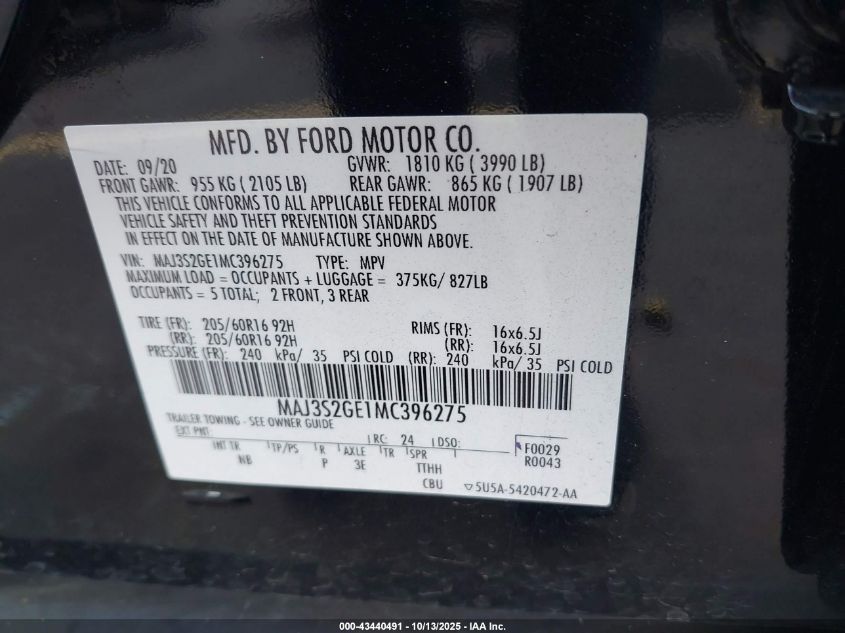 MFD. BY FORD MOTOR CO.
DATE: 09/20 GVWR: 1810 KG ( 3990 LB)
FRONT GAWR: 955 KG ( 2105 LB) REAR GAWR: 865 KG ( 1907 LB)
THIS VEHICLE CONFORMS TO ALL APPLICABLE FEDERAL MOTOR
VEHICLE SAFETY AND THEFT PREVENTION STANDARDS
IN EFFECT ON THE DATE OF MANUFACTURE SHOWN ABOVE.
VIN: MAJ3S2GE1MC396275 TYPE: MPV
MAXIMUM LOAD = OCCUPANTS + LUGGAGE = 375KG/ 827LB
OCCUPANTS = 5 TOTAL; 2 FRONT, 3 REAR
TIRE (FR): 205/60R16 92H RIMS (FR): 16x6.5J
(RR): 205/60R16 92H (RR): 16x6.5J
PRESSURE (FR): 240 kPa/ 35 PSI COLD (RR): 240 kPa/ 35 PSI COLD
MAJ3S2GE1MC396275
TRAILER TOWING - SEE OWNER GUIDE
EXT PNT: RC: 24 DSO: F0029
INT TR TP/PS R AXLE TR SPR R0043
NB P 3E TTHH
CBU ▽5U5A-5420472-AA
000-43440491 - 10/13/2025 - IAA Inc.